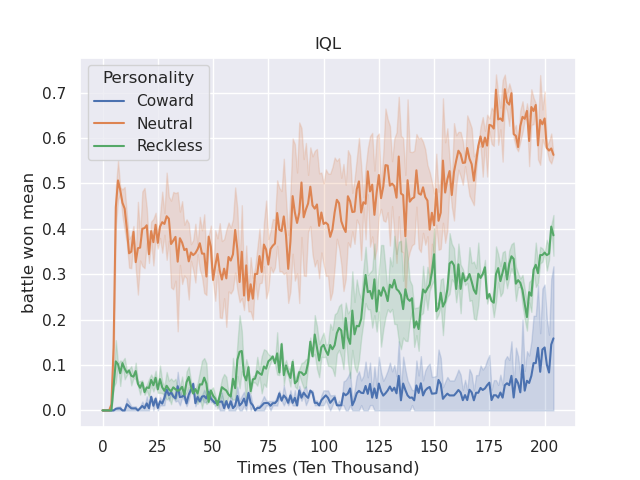 IQL
Personality
Coward
Neutral
Reckless
battle won mean
0.7
0.6
0.5
0.4
0.3
0.2
0.1
0.0
0 25 50 75 100 125 150 175 200
Times (Ten Thousand)